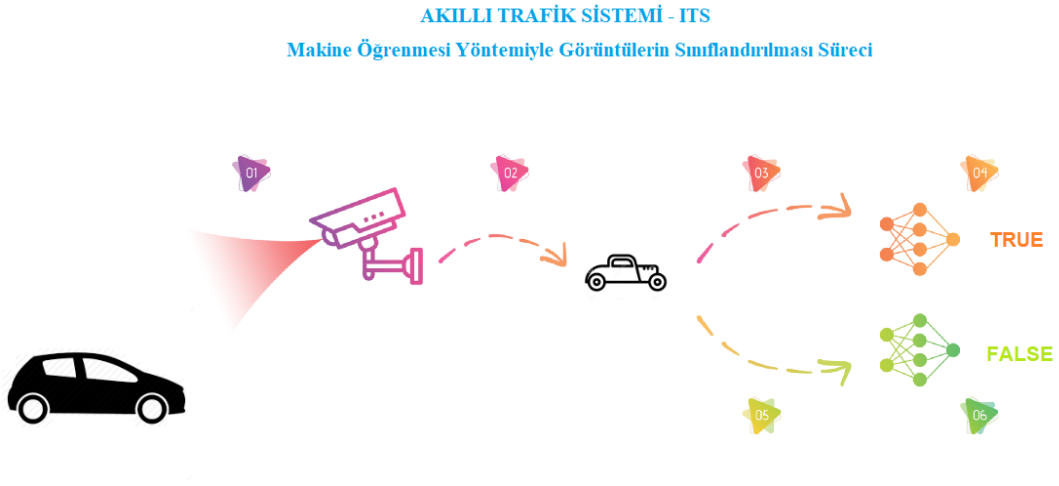 AKILLI TRAFİK SİSTEMİ - ITS
Makine Öğrenmesi Yöntemiyle Görüntülerin Sınıflandırılması Süreci
01
02
03
04
TRUE
FALSE
05
06